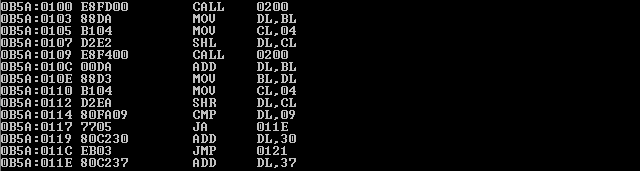 0B5A:0100 E8FD00 CALL 0200
0B5A:0103 88DA MOV DL,BL
0B5A:0105 B104 MOV CL,04
0B5A:0107 D2E2 SHL DL,CL
0B5A:0109 E8F400 CALL 0200
0B5A:010C 00DA ADD DL,BL
0B5A:010E 88D3 MOV BL,DL
0B5A:0110 B104 MOV CL,04
0B5A:0112 D2EA SHR DL,CL
0B5A:0114 80FA09 CMP DL,09
0B5A:0117 7705 JA 011E
0B5A:0119 80C230 ADD DL,30
0B5A:011C EB03 JMP 0121
0B5A:011E 80C237 ADD DL,37